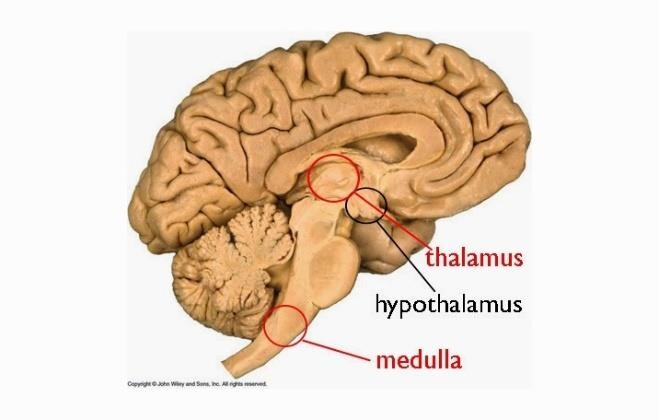 thalamus
hypothalamus
medulla
Copyright © John Wiley and Sons, Inc. All rights reserved.